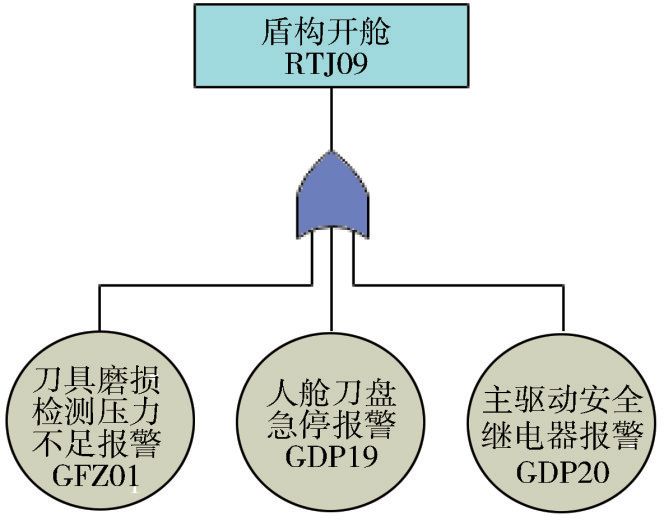 盾构开舱
RTJ09
刀具磨损
检测压力
不足报警
GFZ01
人舱刀盘
急停报警
GDP19
主驱动安全
继电器报警
GDP20